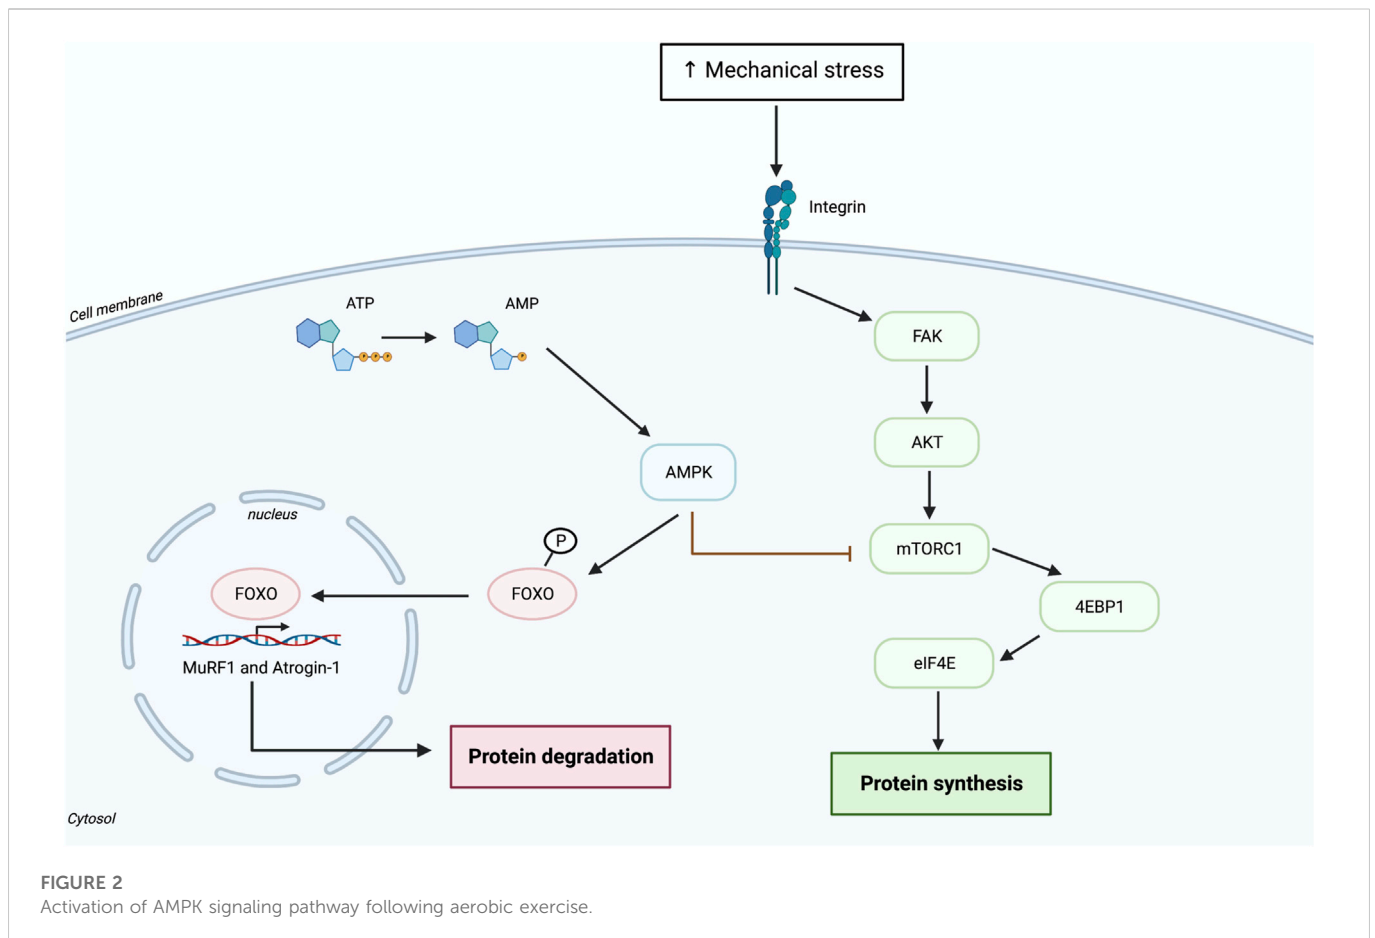 ↑ Mechanical stress
Integrin
Cell membrane
ATP
AMP
P P P
P
FAK
AKT
AMPK
mTORC1
nucleus
P
FOXO
FOXO
4EBP1
eIF4E
MuRF1 and Atrogin-1
Protein degradation
Protein synthesis
Cytosol
FIGURE 2
Activation of AMPK signaling pathway following aerobic exercise.